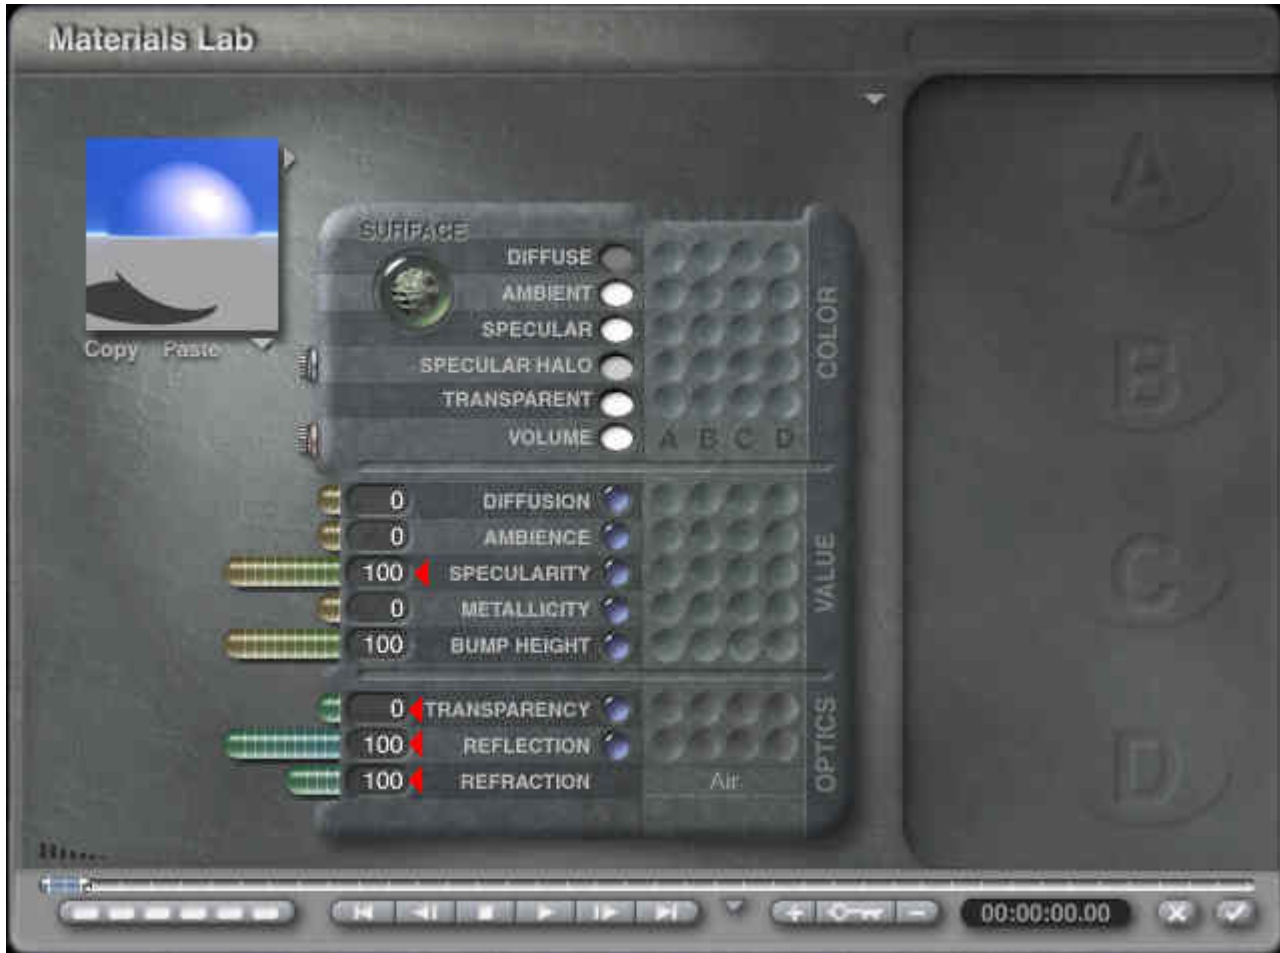 Materials Lab
A
SURFACE
DIFFUSE
AMBIENT
SPECULAR
COLOR
SPECULAR HALO
Copy Paste
TRANSPARENT
B
VOLUME A B C D
0 DIFFUSION
0 AMBIENCE
100 SPECULARITY
VALUE
C
0 METALLICITY
100 BUMP HEIGHT
0 TRANSPARENCY
100 REFLECTION
OPTICS
D
100 REFRACTION Air
00:00:00.00